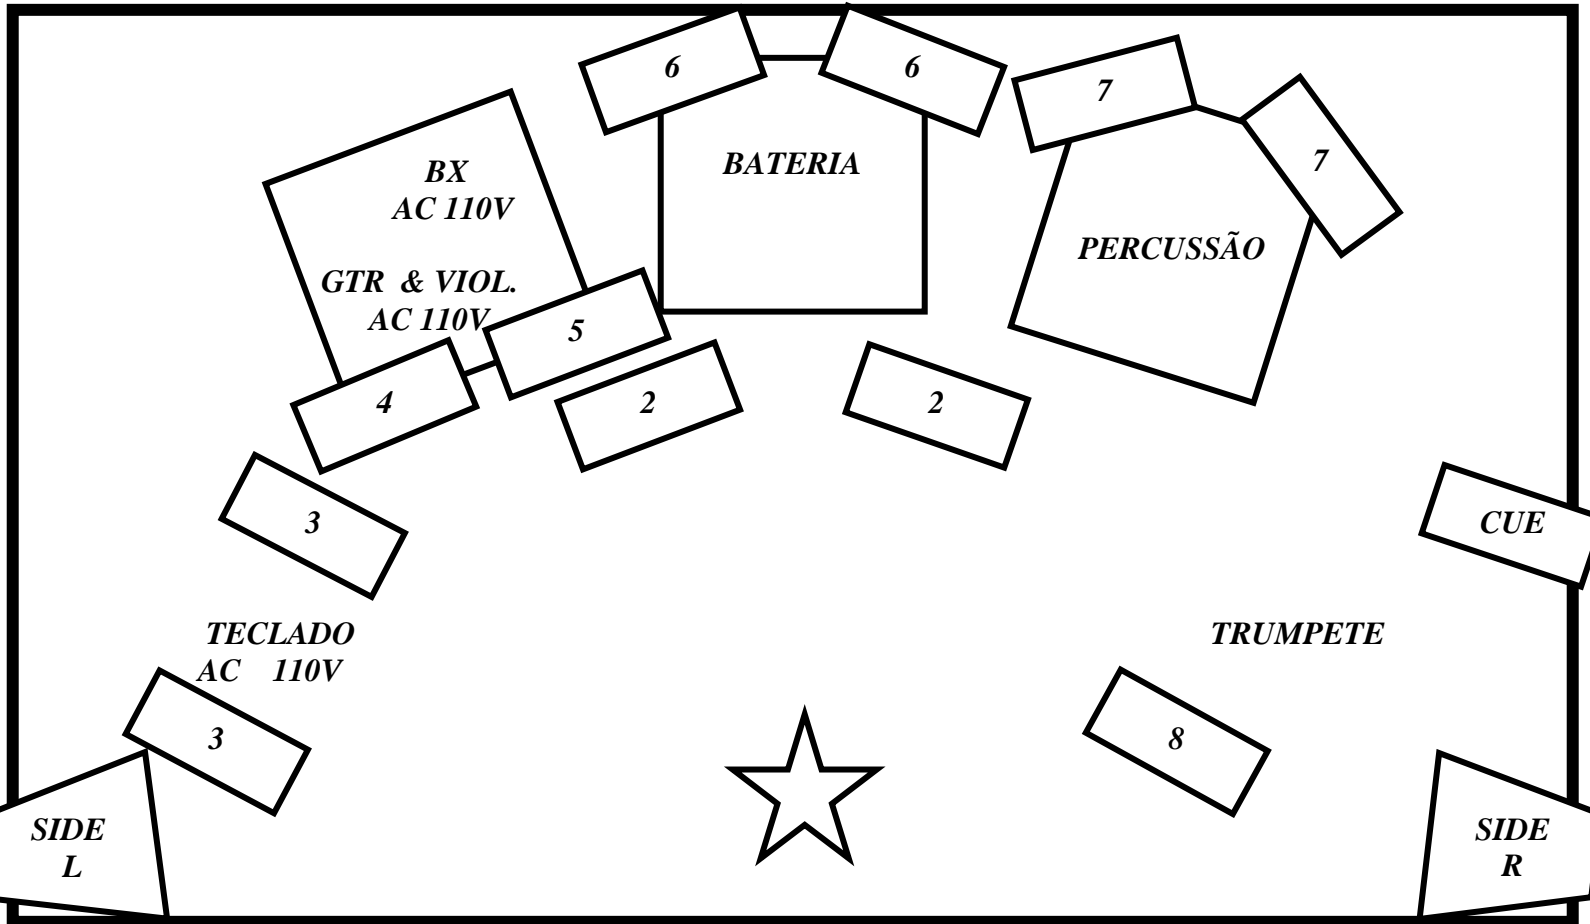 6
6
7
7
BX
AC 110V
BATERIA
PERCUSSÃO
GTR & VIOL.
AC 110V
5
4
2
2
3
CUE
TECLADO
AC 110V
TRUMPETE
3
8
SIDE
L
SIDE
R